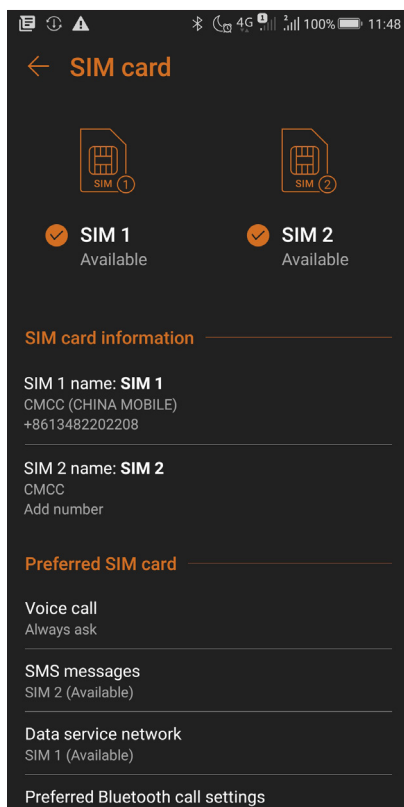 4G 1 2 100% 11:48
SIM card
SIM 1 SIM 2
SIM 1 SIM 2
Available Available
SIM card information
SIM 1 name: SIM 1
CMCC (CHINA MOBILE)
+8613482202208
SIM 2 name: SIM 2
CMCC
Add number
Preferred SIM card
Voice call
Always ask
SMS messages
SIM 2 (Available)
Data service network
SIM 1 (Available)
Preferred Bluetooth call settings